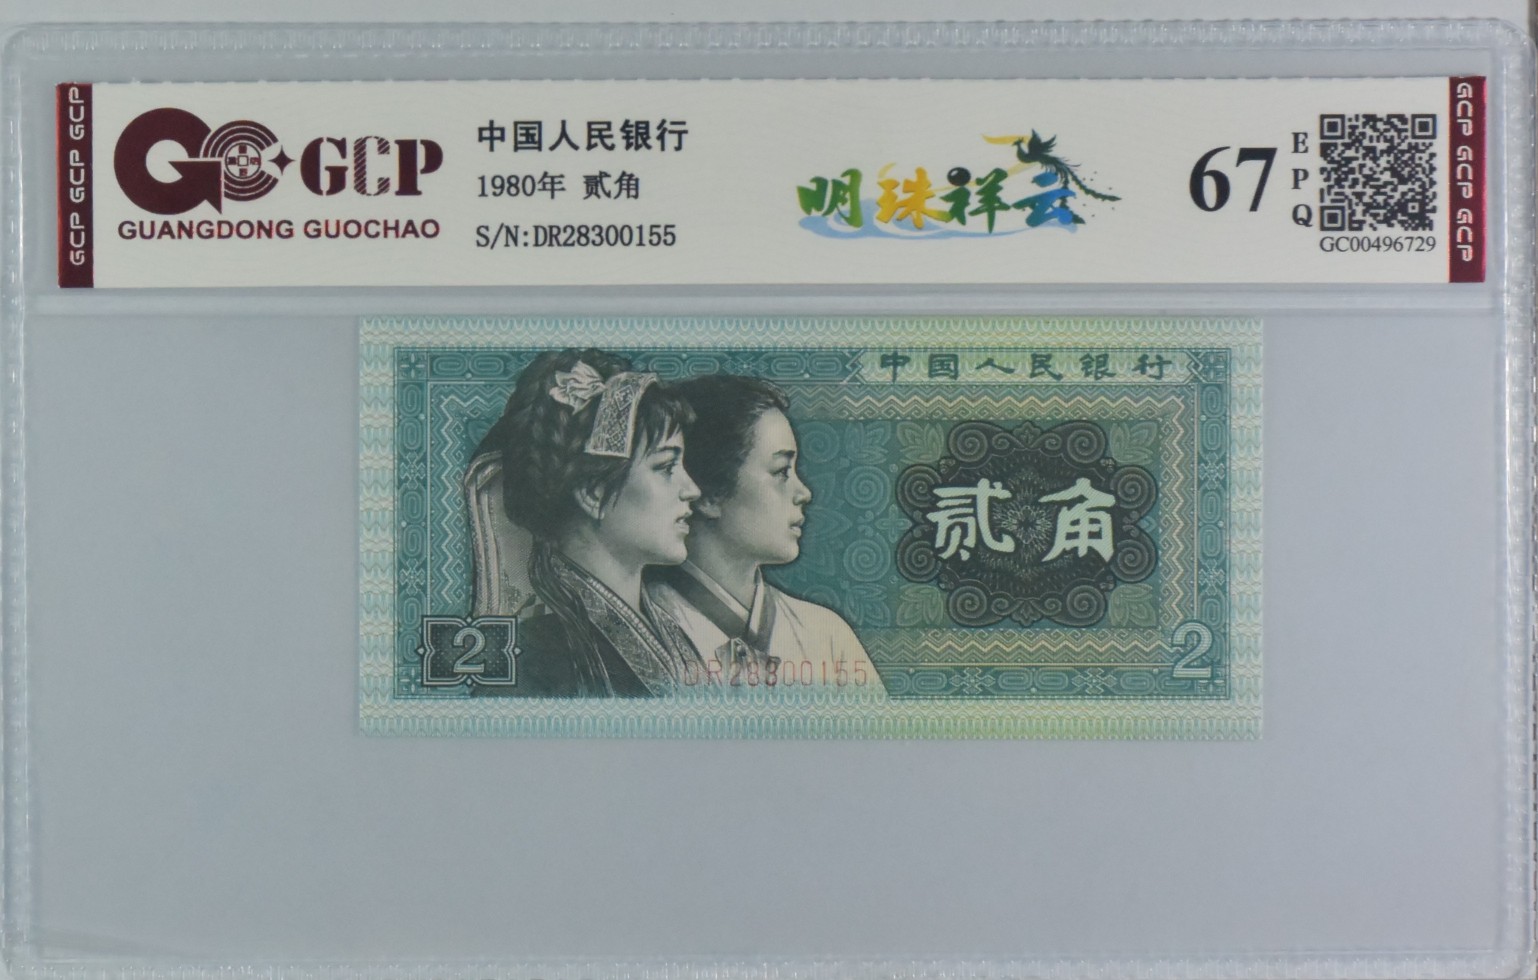 GCP GCP GCP
GCP
GUANGDONG GUOCHAO
中国人民银行
1980年 贰角
S/N:DR28300155
明珠祥云
67
EPQ
GC00496729
GCP GCP GCP
中国人民银行
贰角
2
2
DR28300155